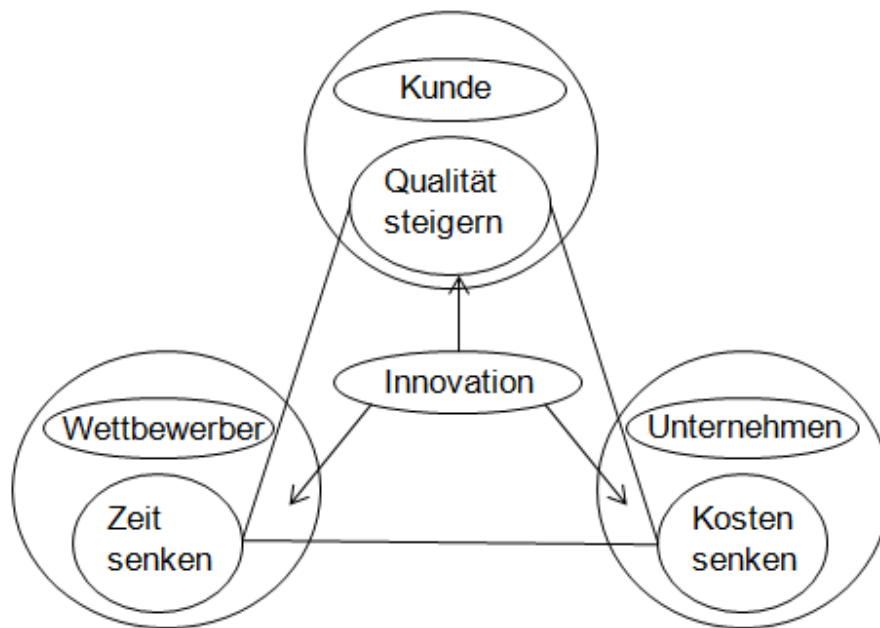 Kunde
Qualität
steigern
Innovation
Wettbewerber
Zeit
senken
Unternehmen
Kosten
senken